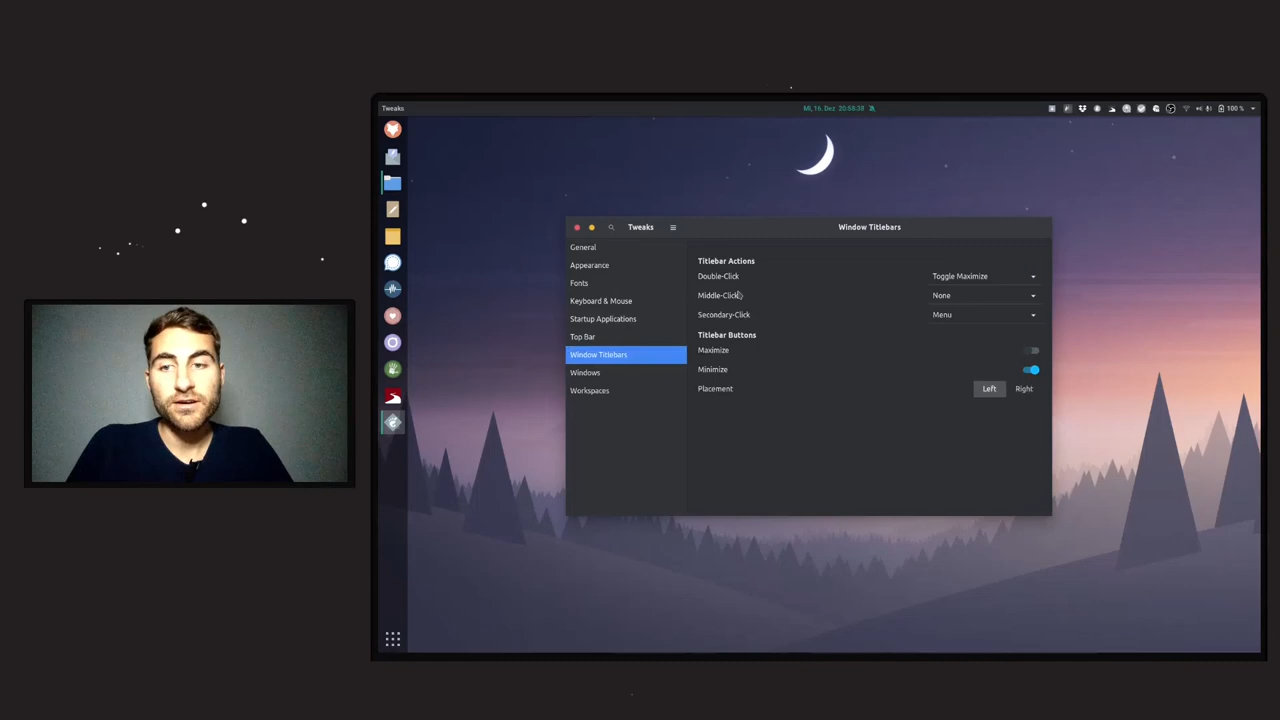 Tweaks
Mi, 16. Dez 20:58:38
100 %
Tweaks
Window Titlebars
General
Appearance
Fonts
Keyboard & Mouse
Startup Applications
Top Bar
Window Titlebars
Windows
Workspaces
Titlebar Actions
Double-Click
Toggle Maximize
Middle-Click
None
Secondary-Click
Menu
Titlebar Buttons
Maximize
Minimize
Placement
Left
Right